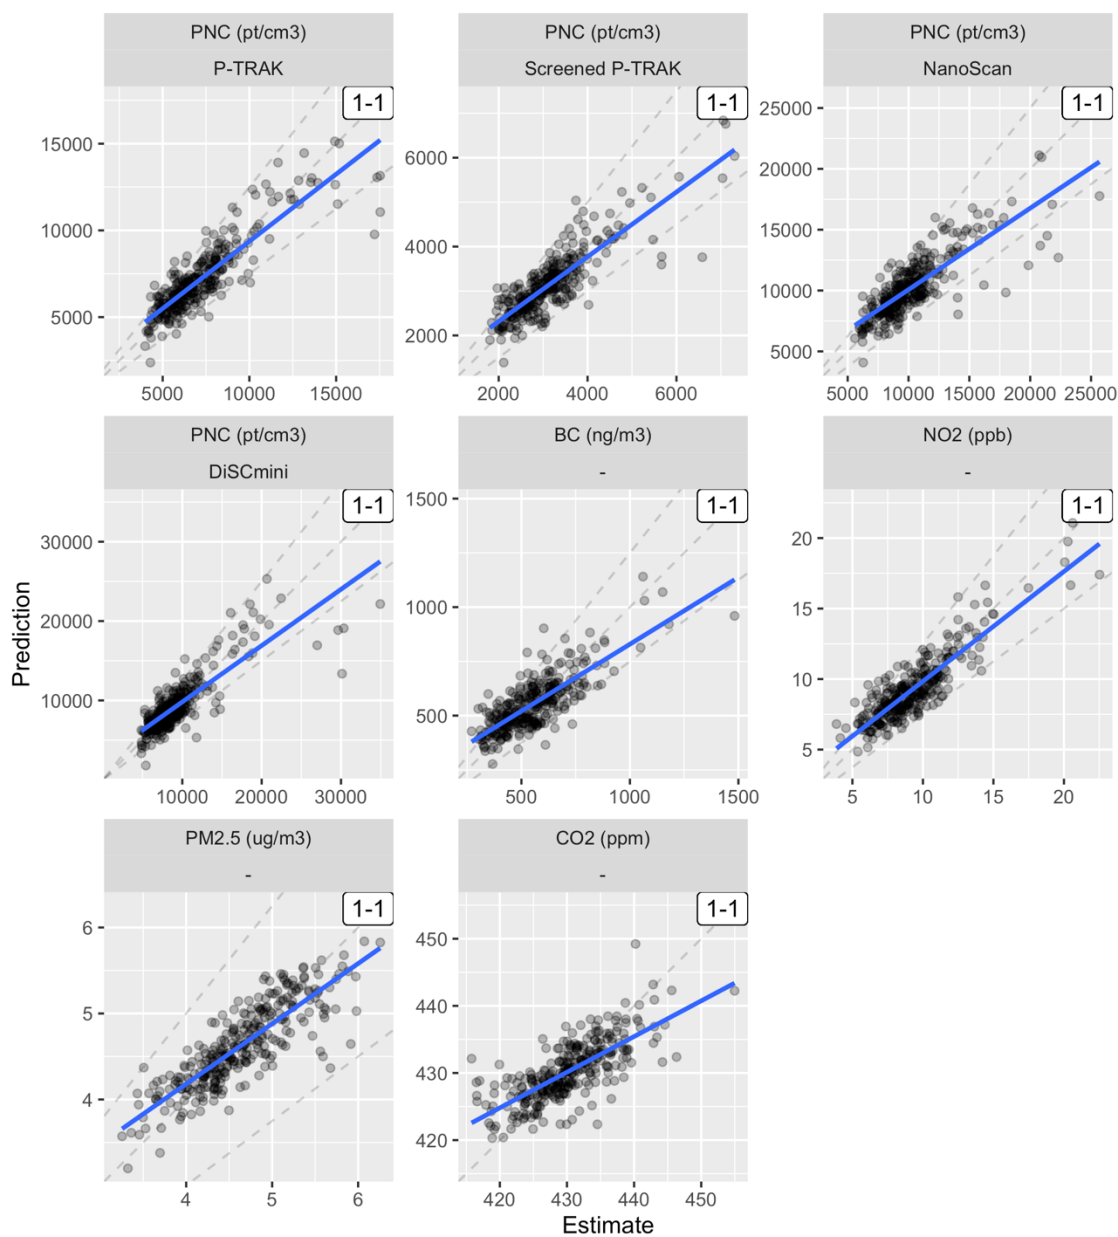 PNC (pt/cm3)
P-TRAK
1-1
15000
10000
5000
5000 10000 15000
PNC (pt/cm3)
Screened P-TRAK
1-1
6000
4000
2000
2000 4000 6000
PNC (pt/cm3)
NanoScan
1-1
25000
20000
15000
10000
5000
5000 10000 15000 20000 25000
PNC (pt/cm3)
DiSCmini
1-1
30000
20000
10000
10000 20000 30000
BC (ng/m3)
-
1-1
1500
1000
500
500 1000 1500
NO2 (ppb)
-
1-1
20
15
10
5
5 10 15 20
Prediction
PM2.5 (ug/m3)
-
1-1
6
5
4
4 5 6
CO2 (ppm)
-
1-1
450
440
430
420
420 430 440 450
Estimate